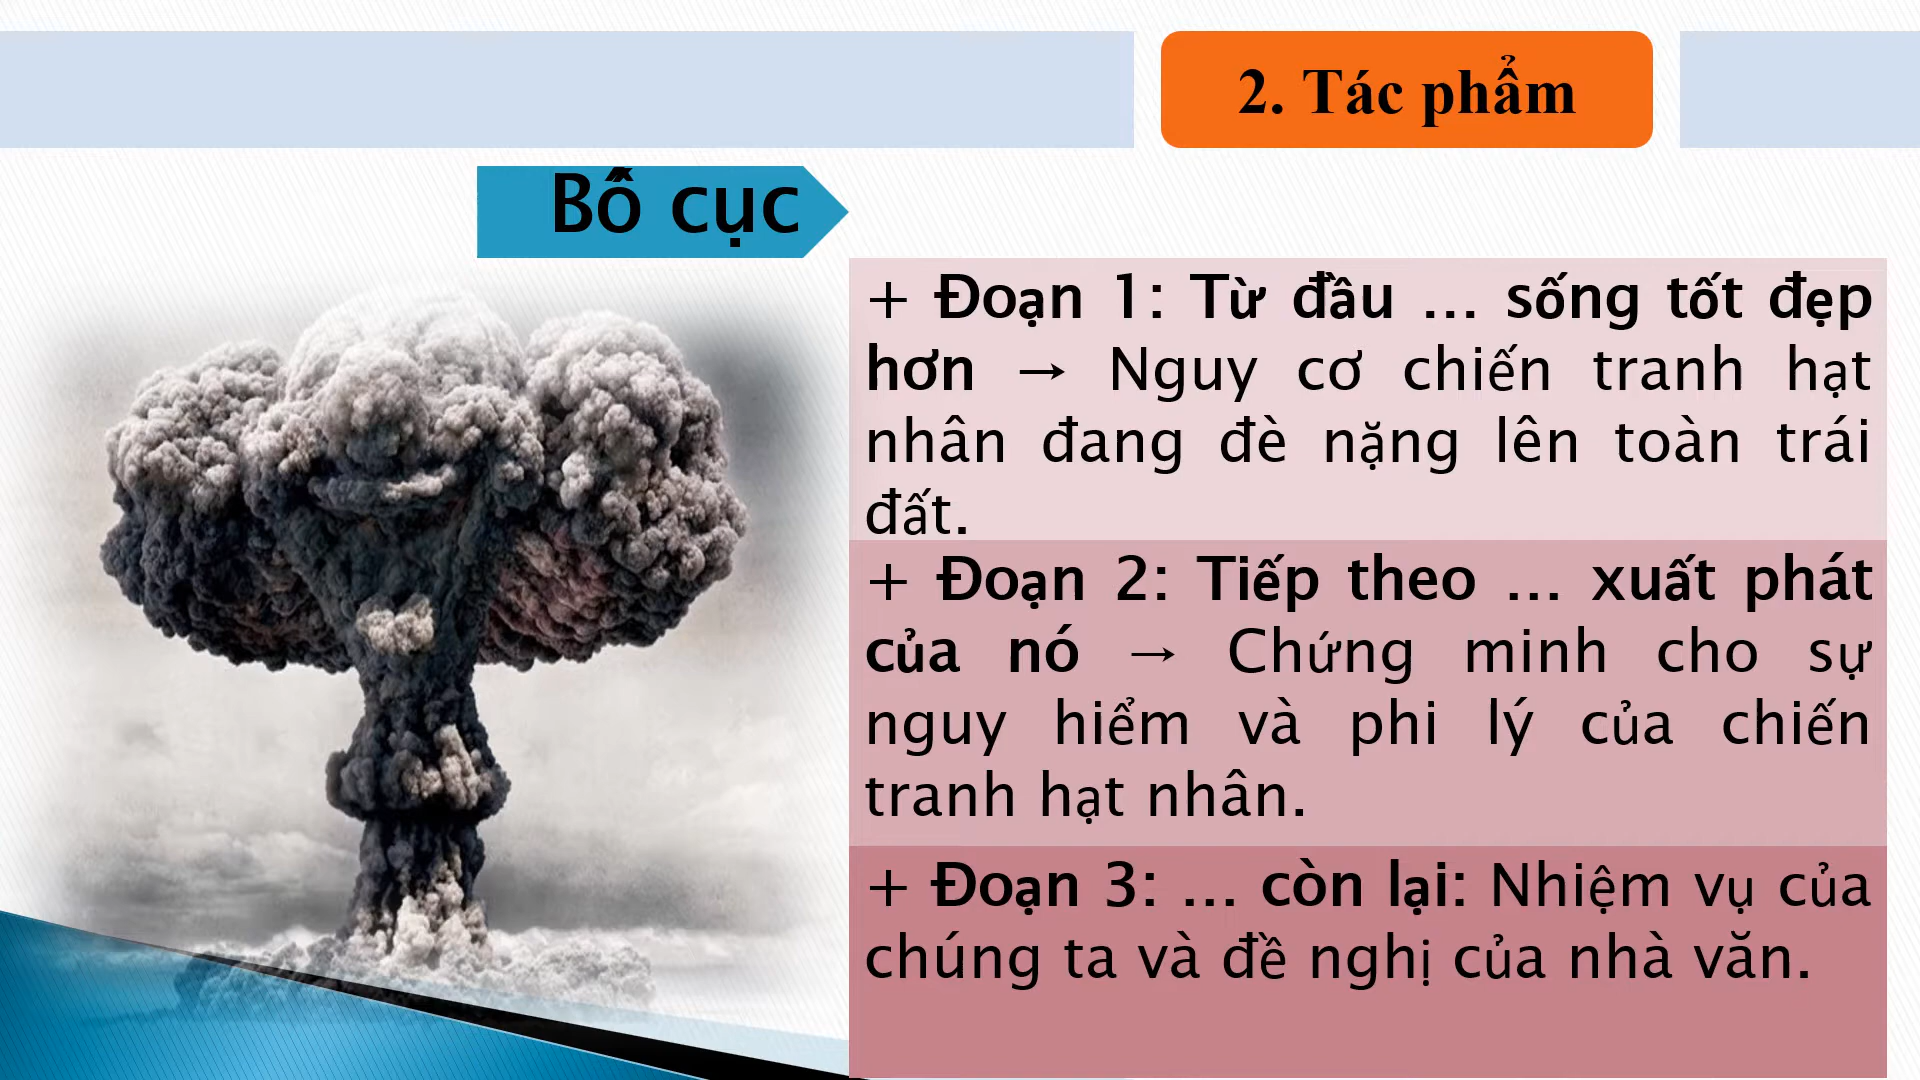 2. Tác phẩm
Bố cục
+ Đoạn 1: Từ đầu ... sống tốt đẹp
hơn → Nguy cơ chiến tranh hạt
nhân đang đè nặng lên toàn trái
đất.
+ Đoạn 2: Tiếp theo ... xuất phát
của nó → Chứng minh cho sự
nguy hiểm và phi lý của chiến
tranh hạt nhân.
+ Đoạn 3: ... còn lại: Nhiệm vụ của
chúng ta và đề nghị của nhà văn.